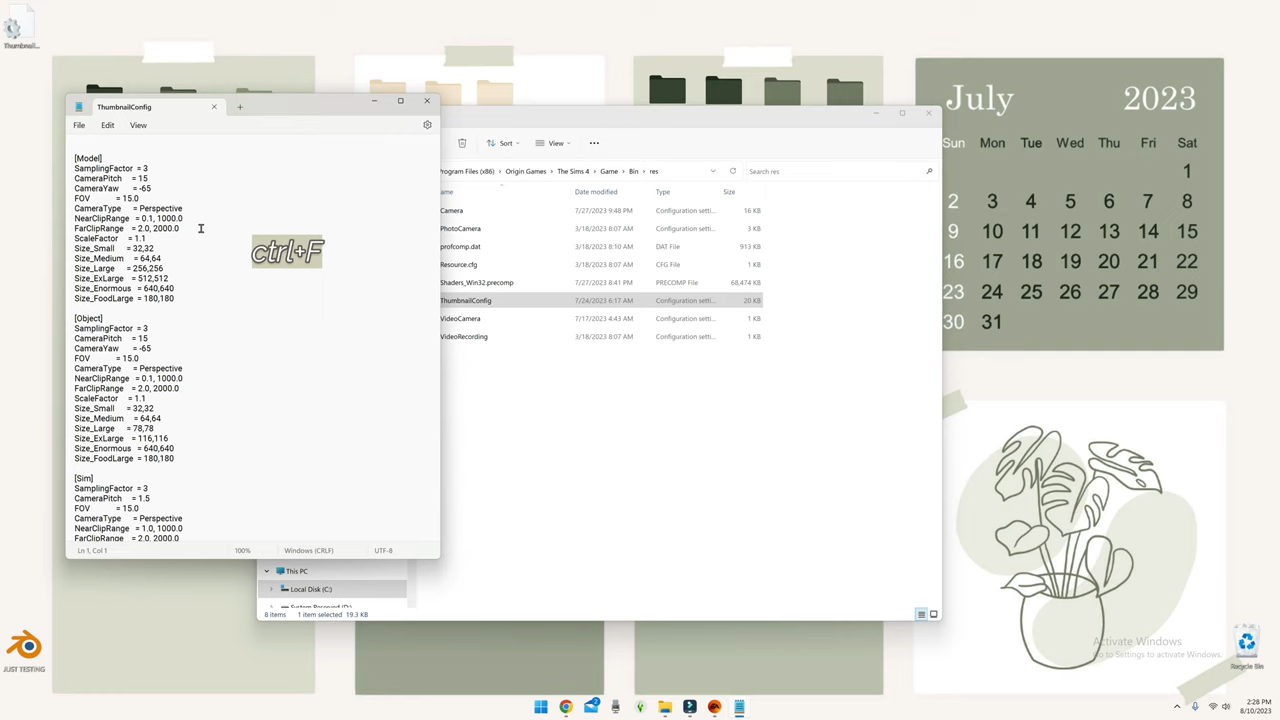 Thumbnail...
ThumbnailConfig
File
Edit
View
[Model]
SamplingFactor = 3
CameraPitch = 15
CameraYaw = -65
FOV = 15.0
CameraType = Perspective
NearClipRange = 0.1, 1000.0
FarClipRange = 2.0, 2000.0
ScaleFactor = 1.1
Size_Small = 32,32
Size_Medium = 64,64
Size_Large = 256,256
Size_ExLarge = 512,512
Size_Enormous = 640,640
Size_FoodLarge = 180,180
[Object]
SamplingFactor = 3
CameraPitch = 15
CameraYaw = -65
FOV = 15.0
CameraType = Perspective
NearClipRange = 0.1, 1000.0
FarClipRange = 2.0, 2000.0
ScaleFactor = 1.1
Size_Small = 32,32
Size_Medium = 64,64
Size_Large = 78,78
Size_ExLarge = 116,116
Size_Enormous = 640,640
Size_FoodLarge = 180,180
[Sim]
SamplingFactor = 3
CameraPitch = 1.5
FOV = 15.0
CameraType = Perspective
NearClipRange = 1.0, 1000.0
FarClipRange = 2.0, 2000.0
Ln 1, Col 1
100%
Windows (CRLF)
UTF-8
ctrl+F
Sort
View
Program Files (x86) > Origin Games > The Sims 4 > Game > Bin > res
Search res
ame Date modified Type Size
Camera 7/27/2023 9:48 PM Configuration setti... 16 KB
PhotoCamera 3/18/2023 8:07 AM Configuration setti... 1 KB
profcomp.dat 3/18/2023 8:07 AM DAT File 913 KB
Resource.cfg 3/18/2023 8:07 AM CFG File 1 KB
Shaders_Win32.precomp 7/27/2023 8:41 PM PRECOMP File 68,474 KB
ThumbnailConfig 7/24/2023 6:17 AM Configuration setti... 20 KB
VideoCamera 7/17/2023 4:43 AM Configuration setti... 1 KB
VideoRecording 3/18/2023 8:07 AM Configuration setti... 1 KB
This PC
Local Disk (C:)
System Reserved (D:)
8 items 1 item selected 19.3 KB
July 2023
Sun Mon Tue Wed Thu Fri Sat
1
2 3 4 5 6 7 8
9 10 11 12 13 14 15
16 17 18 19 20 21 22
23 24 25 26 27 28 29
30 31
Activate Windows
Go to Settings to activate Windows.
JUST TESTING
Recycle Bin
2
2:28 PM
8/10/2023